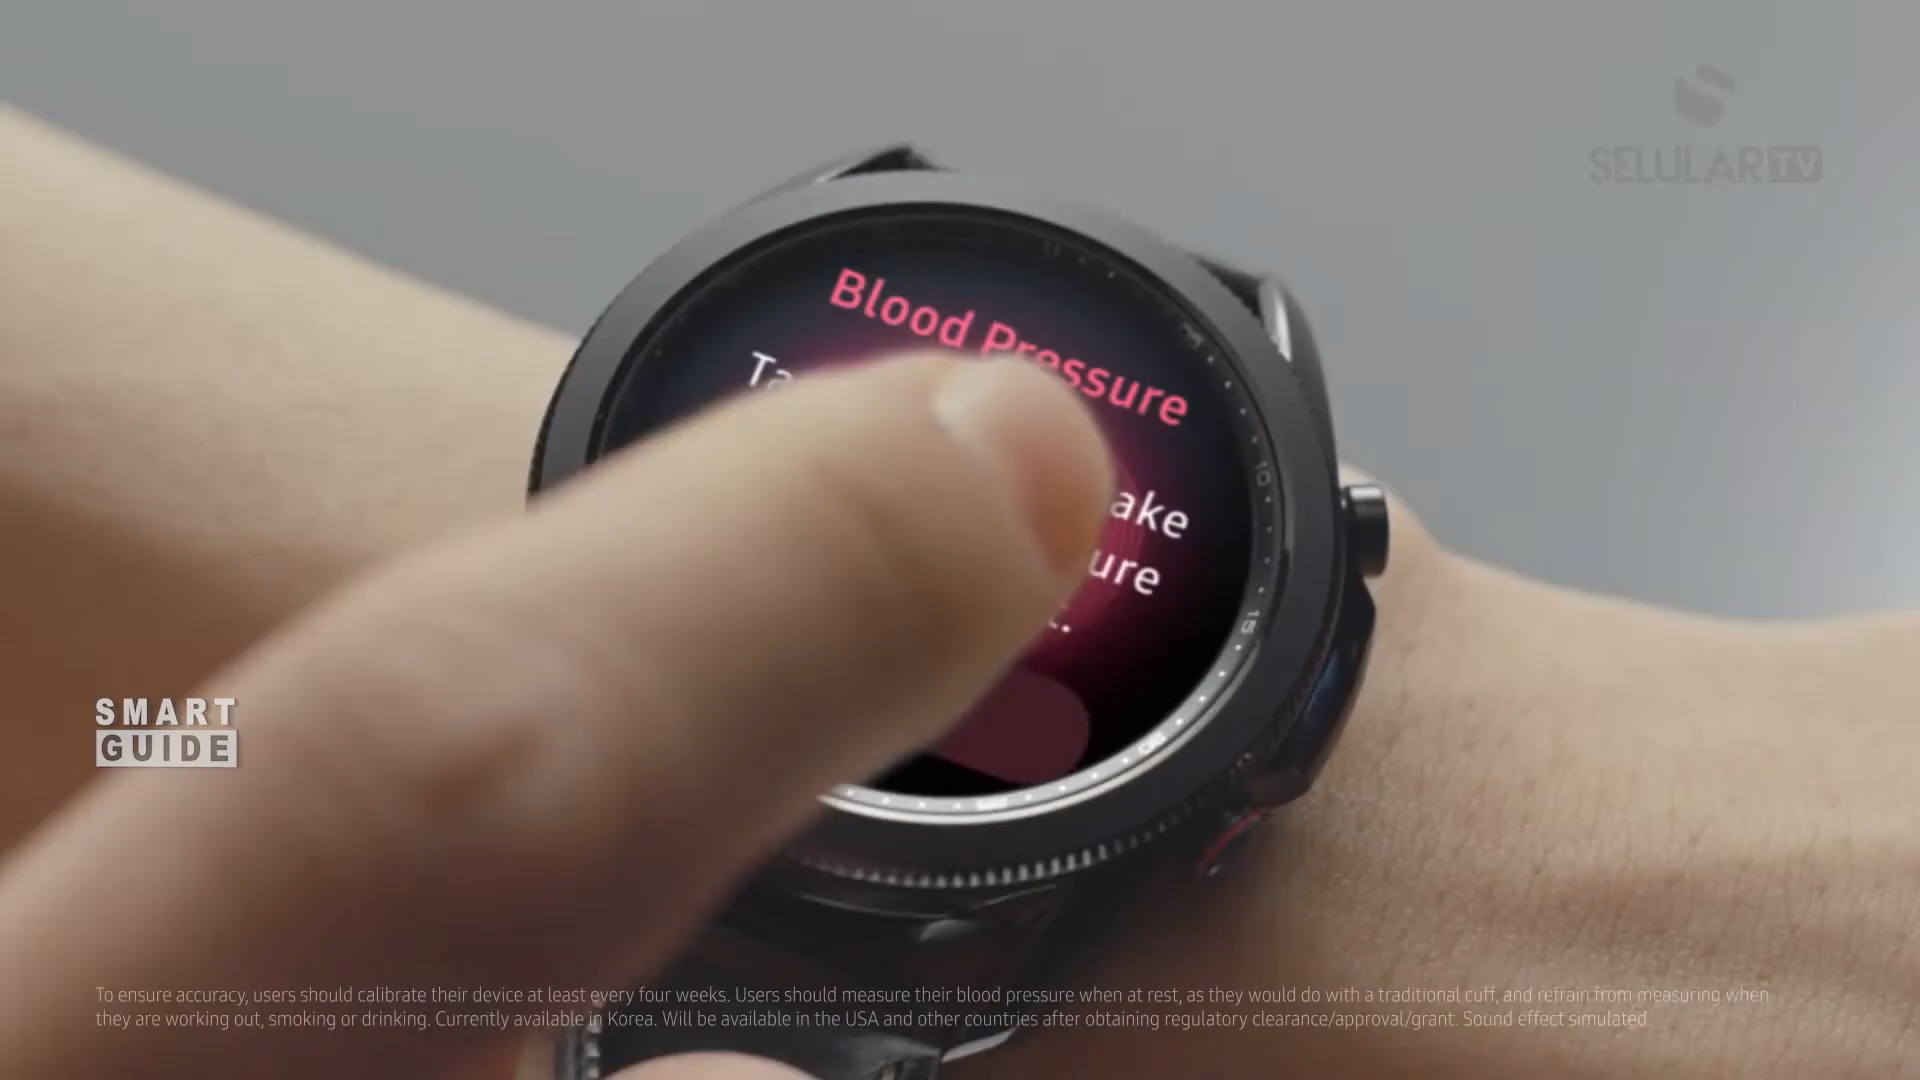 SELULAR TV
Blood Pressure
Ta
ake
ure
10
15
20
SMART
GUIDE
To ensure accuracy, users should calibrate their device at least every four weeks. Users should measure their blood pressure when at rest, as they would do with a traditional cuff, and refrain from measuring when
they are working out, smoking or drinking. Currently available in Korea. Will be available in the USA and other countries after obtaining regulatory clearance/approval/grant. Sound effect simulated.